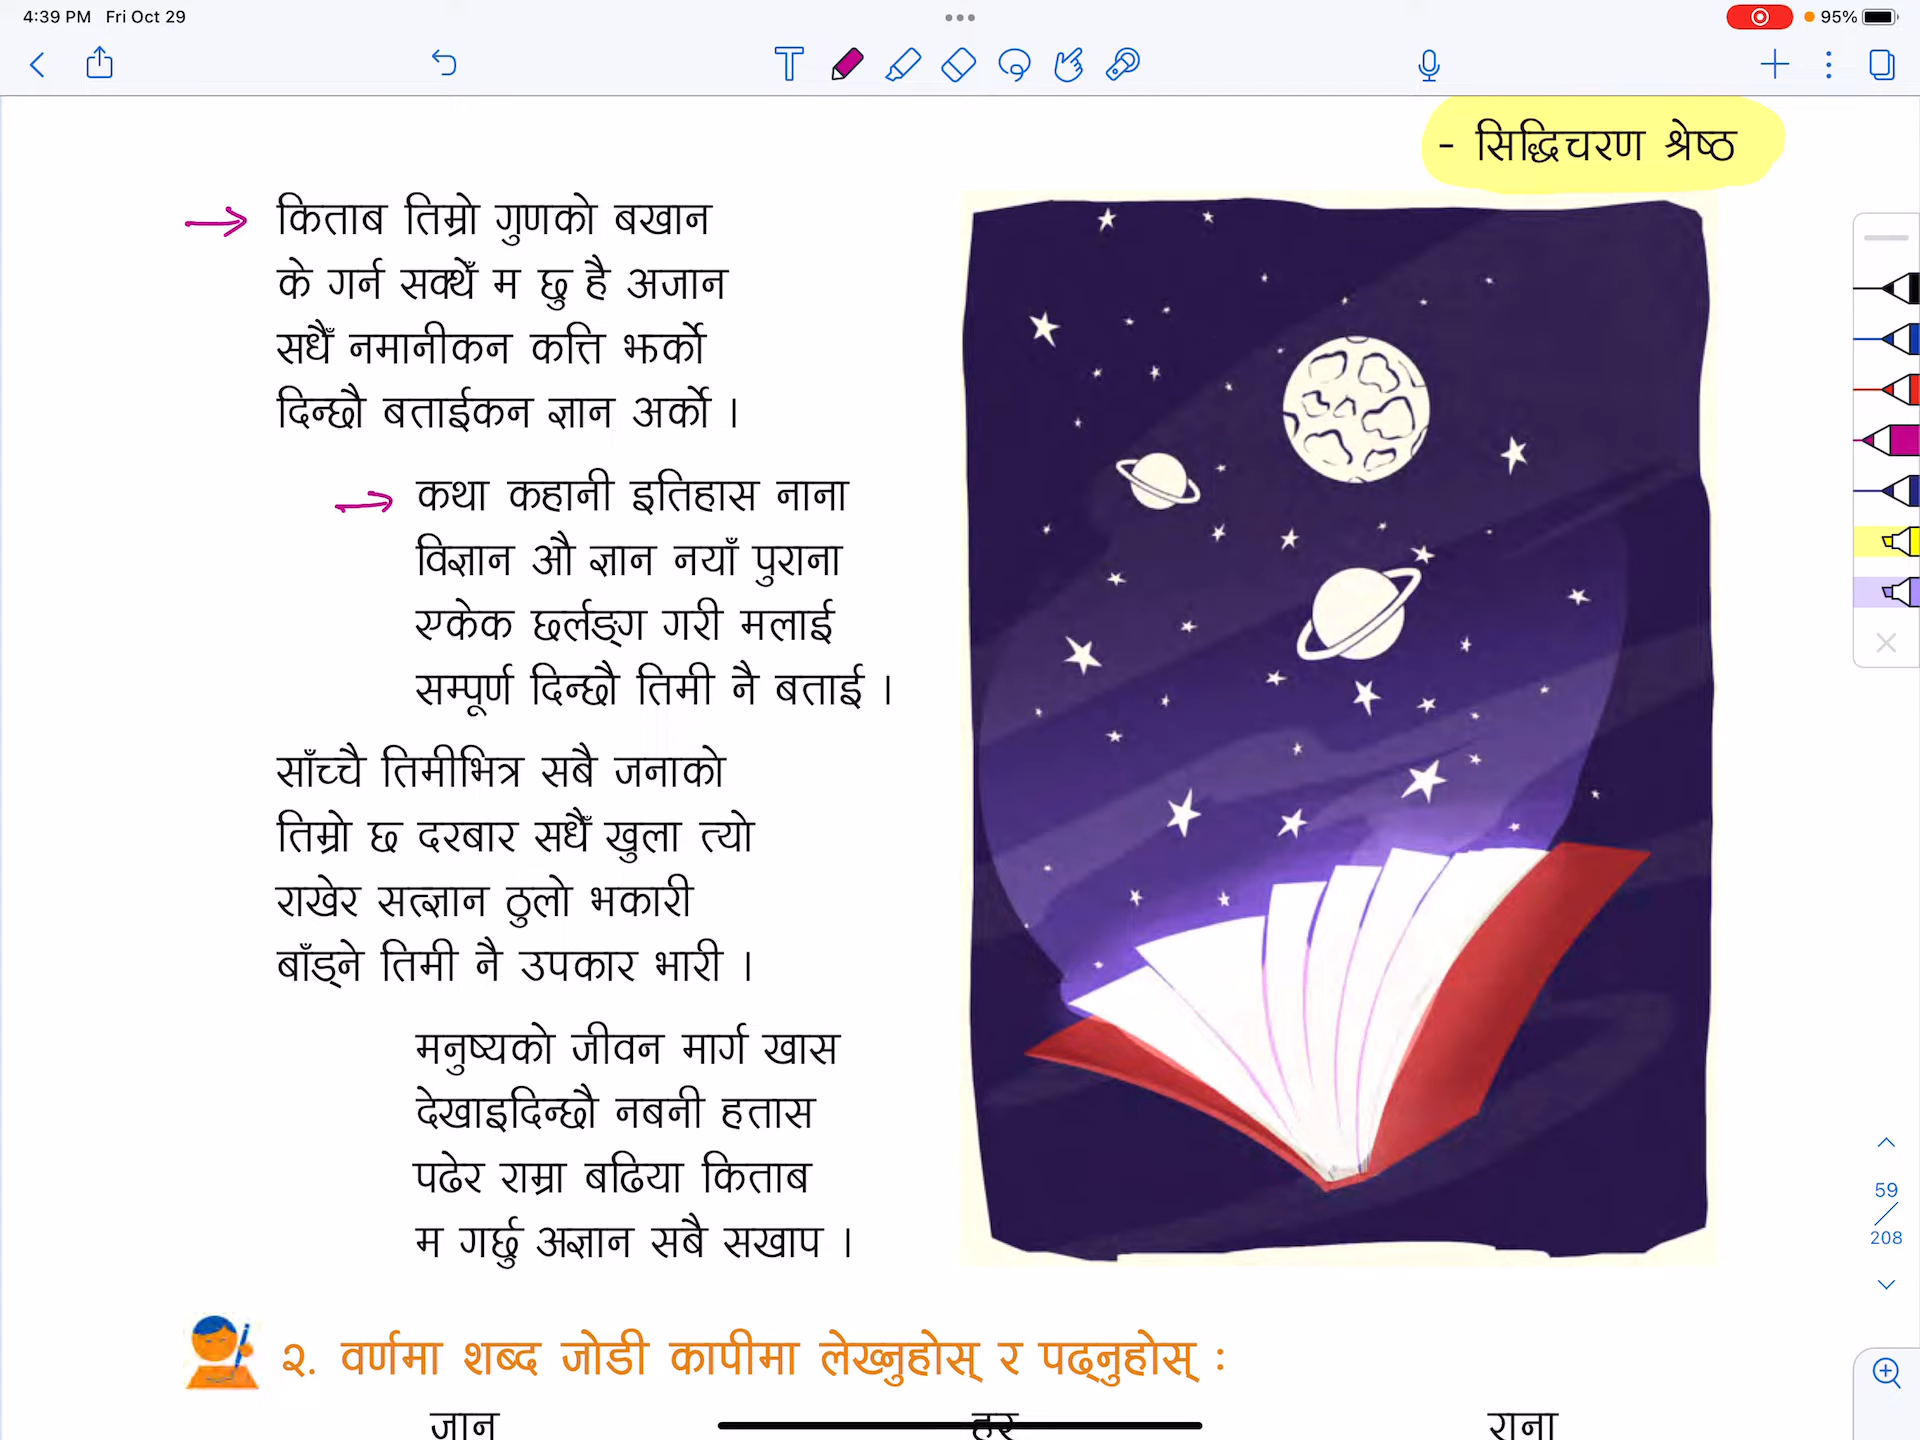 4:39 PM Fri Oct 29
95%
- सिद्धिचरण श्रेष्ठ
किताब तिम्रो गुणको बखान
के गर्न सक्थेँ म छु है अजान
सधैँ नमानीकन कत्ति झर्को
दिन्छौ बताईकन ज्ञान अर्को ।
कथा कहानी इतिहास नाना
विज्ञान औ ज्ञान नयाँ पुराना
एकेक छर्लङ्ग गरी मलाई
सम्पूर्ण दिन्छौ तिमी नै बताई ।
साँच्चै तिमीभित्र सबै जनाको
तिम्रो छ दरबार सधैँ खुला त्यो
राखेर सत्ज्ञान ठुलो भकारी
बाँड्ने तिमी नै उपकार भारी ।
मनुष्यको जीवन मार्ग खास
देखाइदिन्छौ नबनी हतास
पढेर राम्रा बढिया किताब
म गर्छु अज्ञान सबै सखाप ।
59
/
208
२. वर्णमा शब्द जोडी कापीमा लेख्नुहोस् र पढ्नुहोस् :
जान हर राना